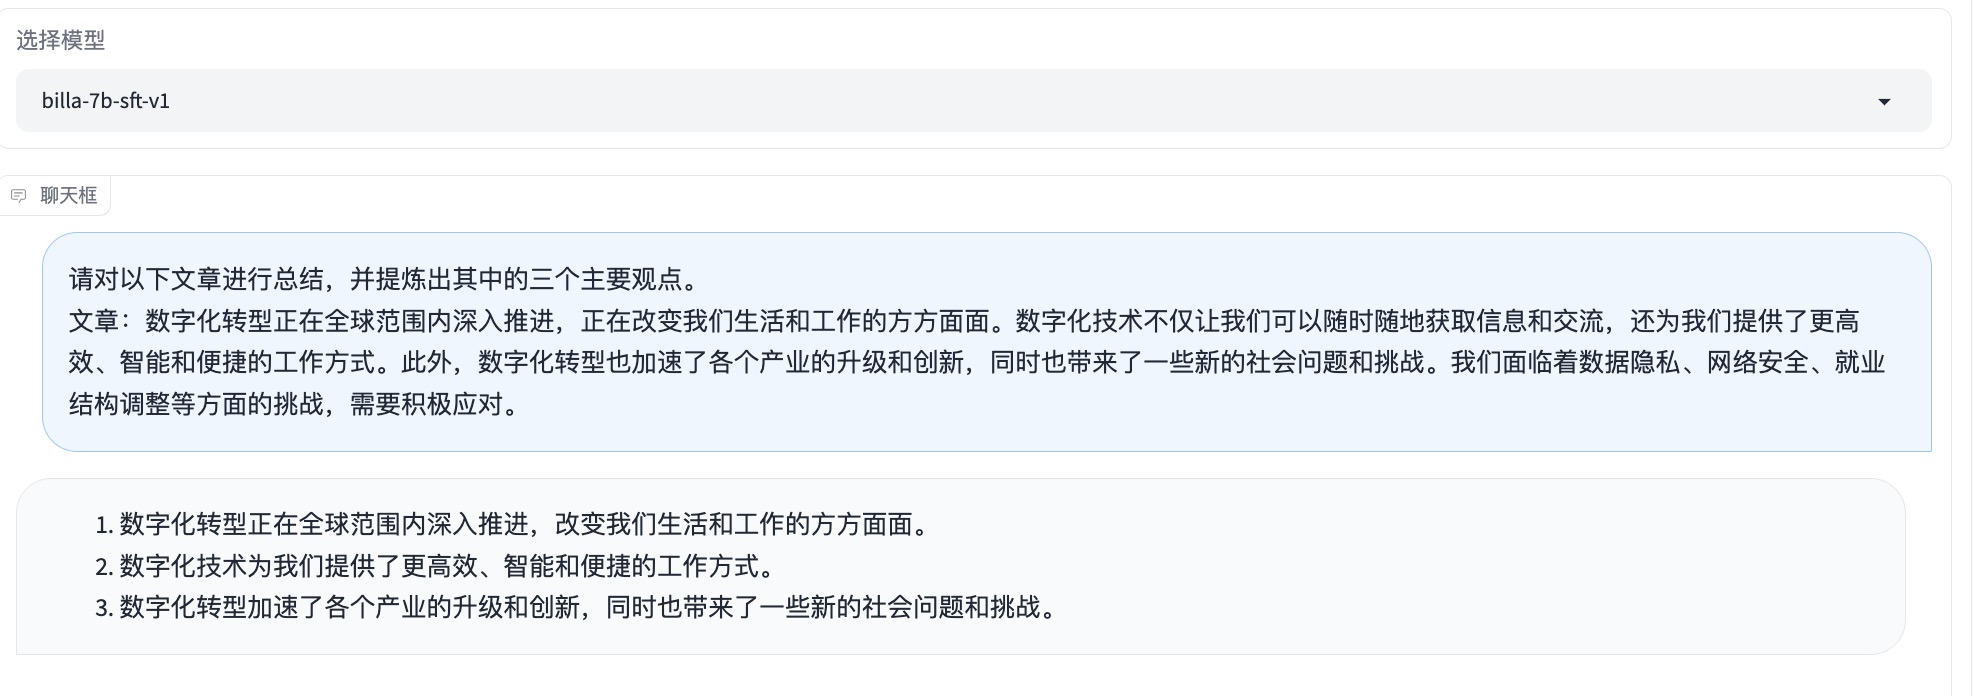 选择模型
billa-7b-sft-v1
聊天框
请对以下文章进行总结，并提炼出其中的三个主要观点。
文章：数字化转型正在全球范围内深入推进，正在改变我们生活和工作的方方面面。数字化技术不仅让我们可以随时随地获取信息和交流，还为我们提供了更高
效、智能和便捷的工作方式。此外，数字化转型也加速了各个产业的升级和创新，同时也带来了一些新的社会问题和挑战。我们面临着数据隐私、网络安全、就业
结构调整等方面的挑战，需要积极应对。
1. 数字化转型正在全球范围内深入推进，改变我们生活和工作的方方面面。
2. 数字化技术为我们提供了更高效、智能和便捷的工作方式。
3. 数字化转型加速了各个产业的升级和创新，同时也带来了一些新的社会问题和挑战。